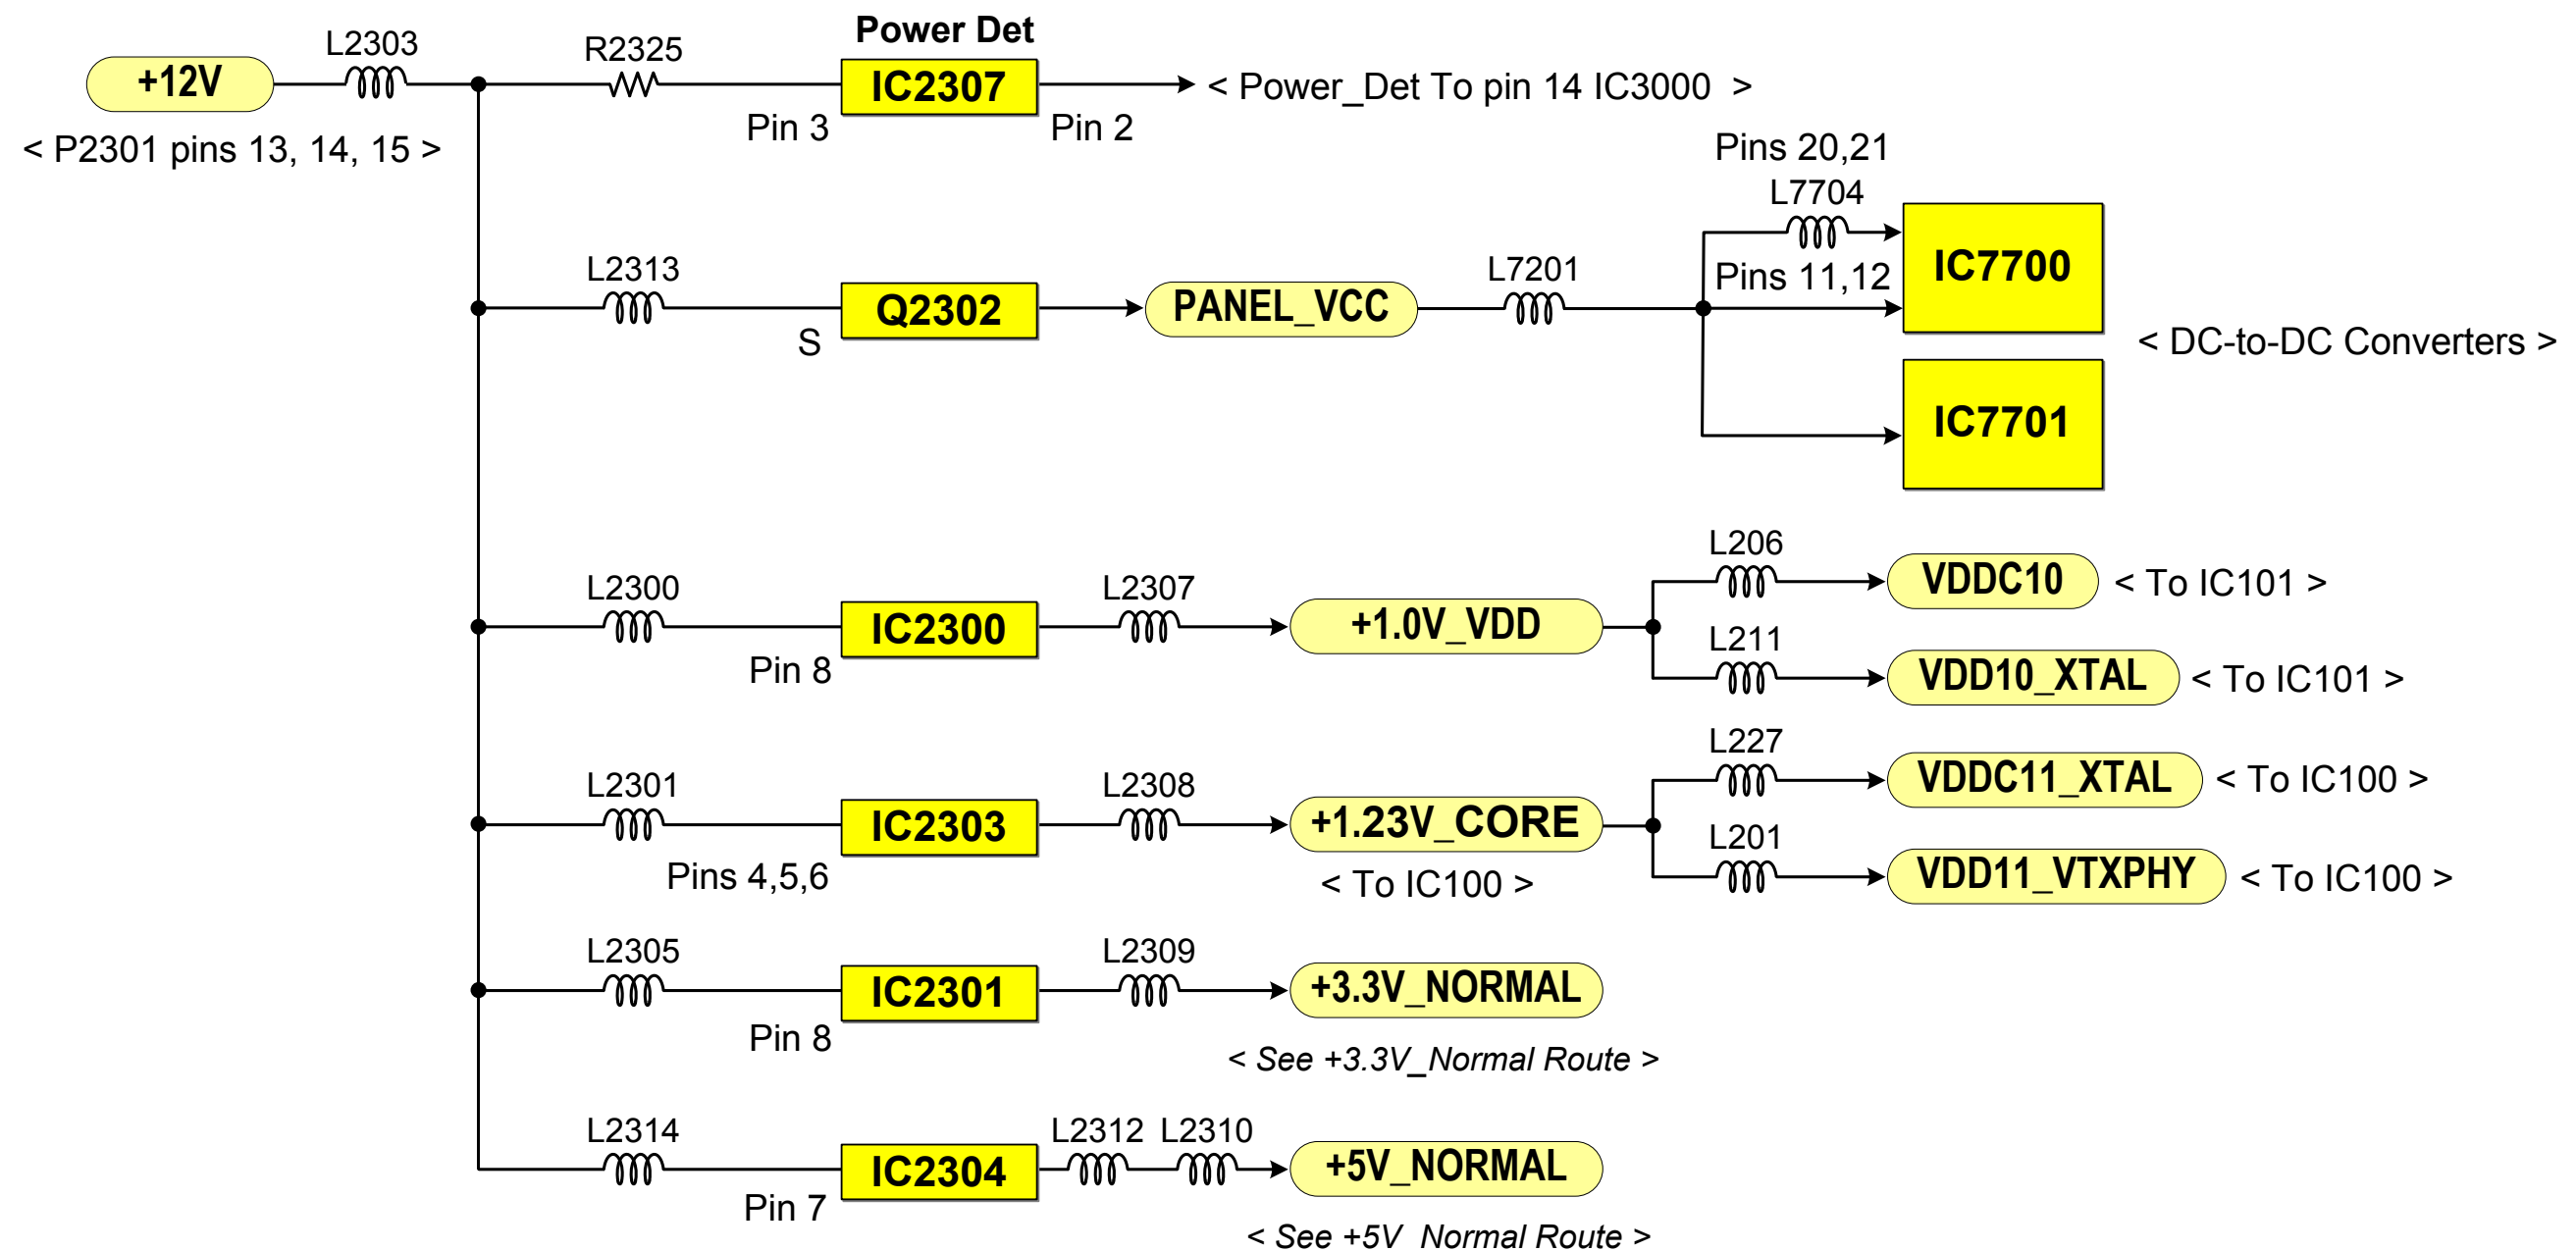 Power Det
L2303
R2325
+12V
IC2307
< Power_Det To pin 14 IC3000 >
Pin 3
Pin 2
< P2301 pins 13, 14, 15 >
Pins 20,21
L7704
L2313
L7201
Pins 11,12
IC7700
Q2302
PANEL_VCC
S
< DC-to-DC Converters >
IC7701
L206
VDDC10
< To IC101 >
L2300
L2307
IC2300
+1.0V_VDD
L211
Pin 8
VDD10_XTAL
< To IC101 >
L227
VDDC11_XTAL
< To IC100 >
L2301
L2308
IC2303
+1.23V_CORE
L201
Pins 4,5,6
< To IC100 >
VDD11_VTXPHY
< To IC100 >
L2305
L2309
IC2301
+3.3V_NORMAL
Pin 8
< See +3.3V_Normal Route >
L2314
L2312
L2310
IC2304
+5V_NORMAL
Pin 7
< See +5V Normal Route >